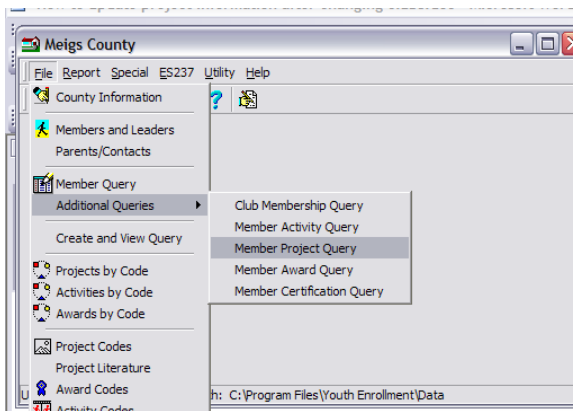 Meigs County
File Report Special ES237 Utility Help
County Information
Members and Leaders
Parents/Contacts
Member Query
Additional Queries
Club Membership Query
Member Activity Query
Member Project Query
Member Award Query
Member Certification Query
Create and View Query
Projects by Code
Activities by Code
Awards by Code
Project Codes
Project Literature
Award Codes
Activity Codes
U
h: C:\Program Files\Youth Enrollment\Data